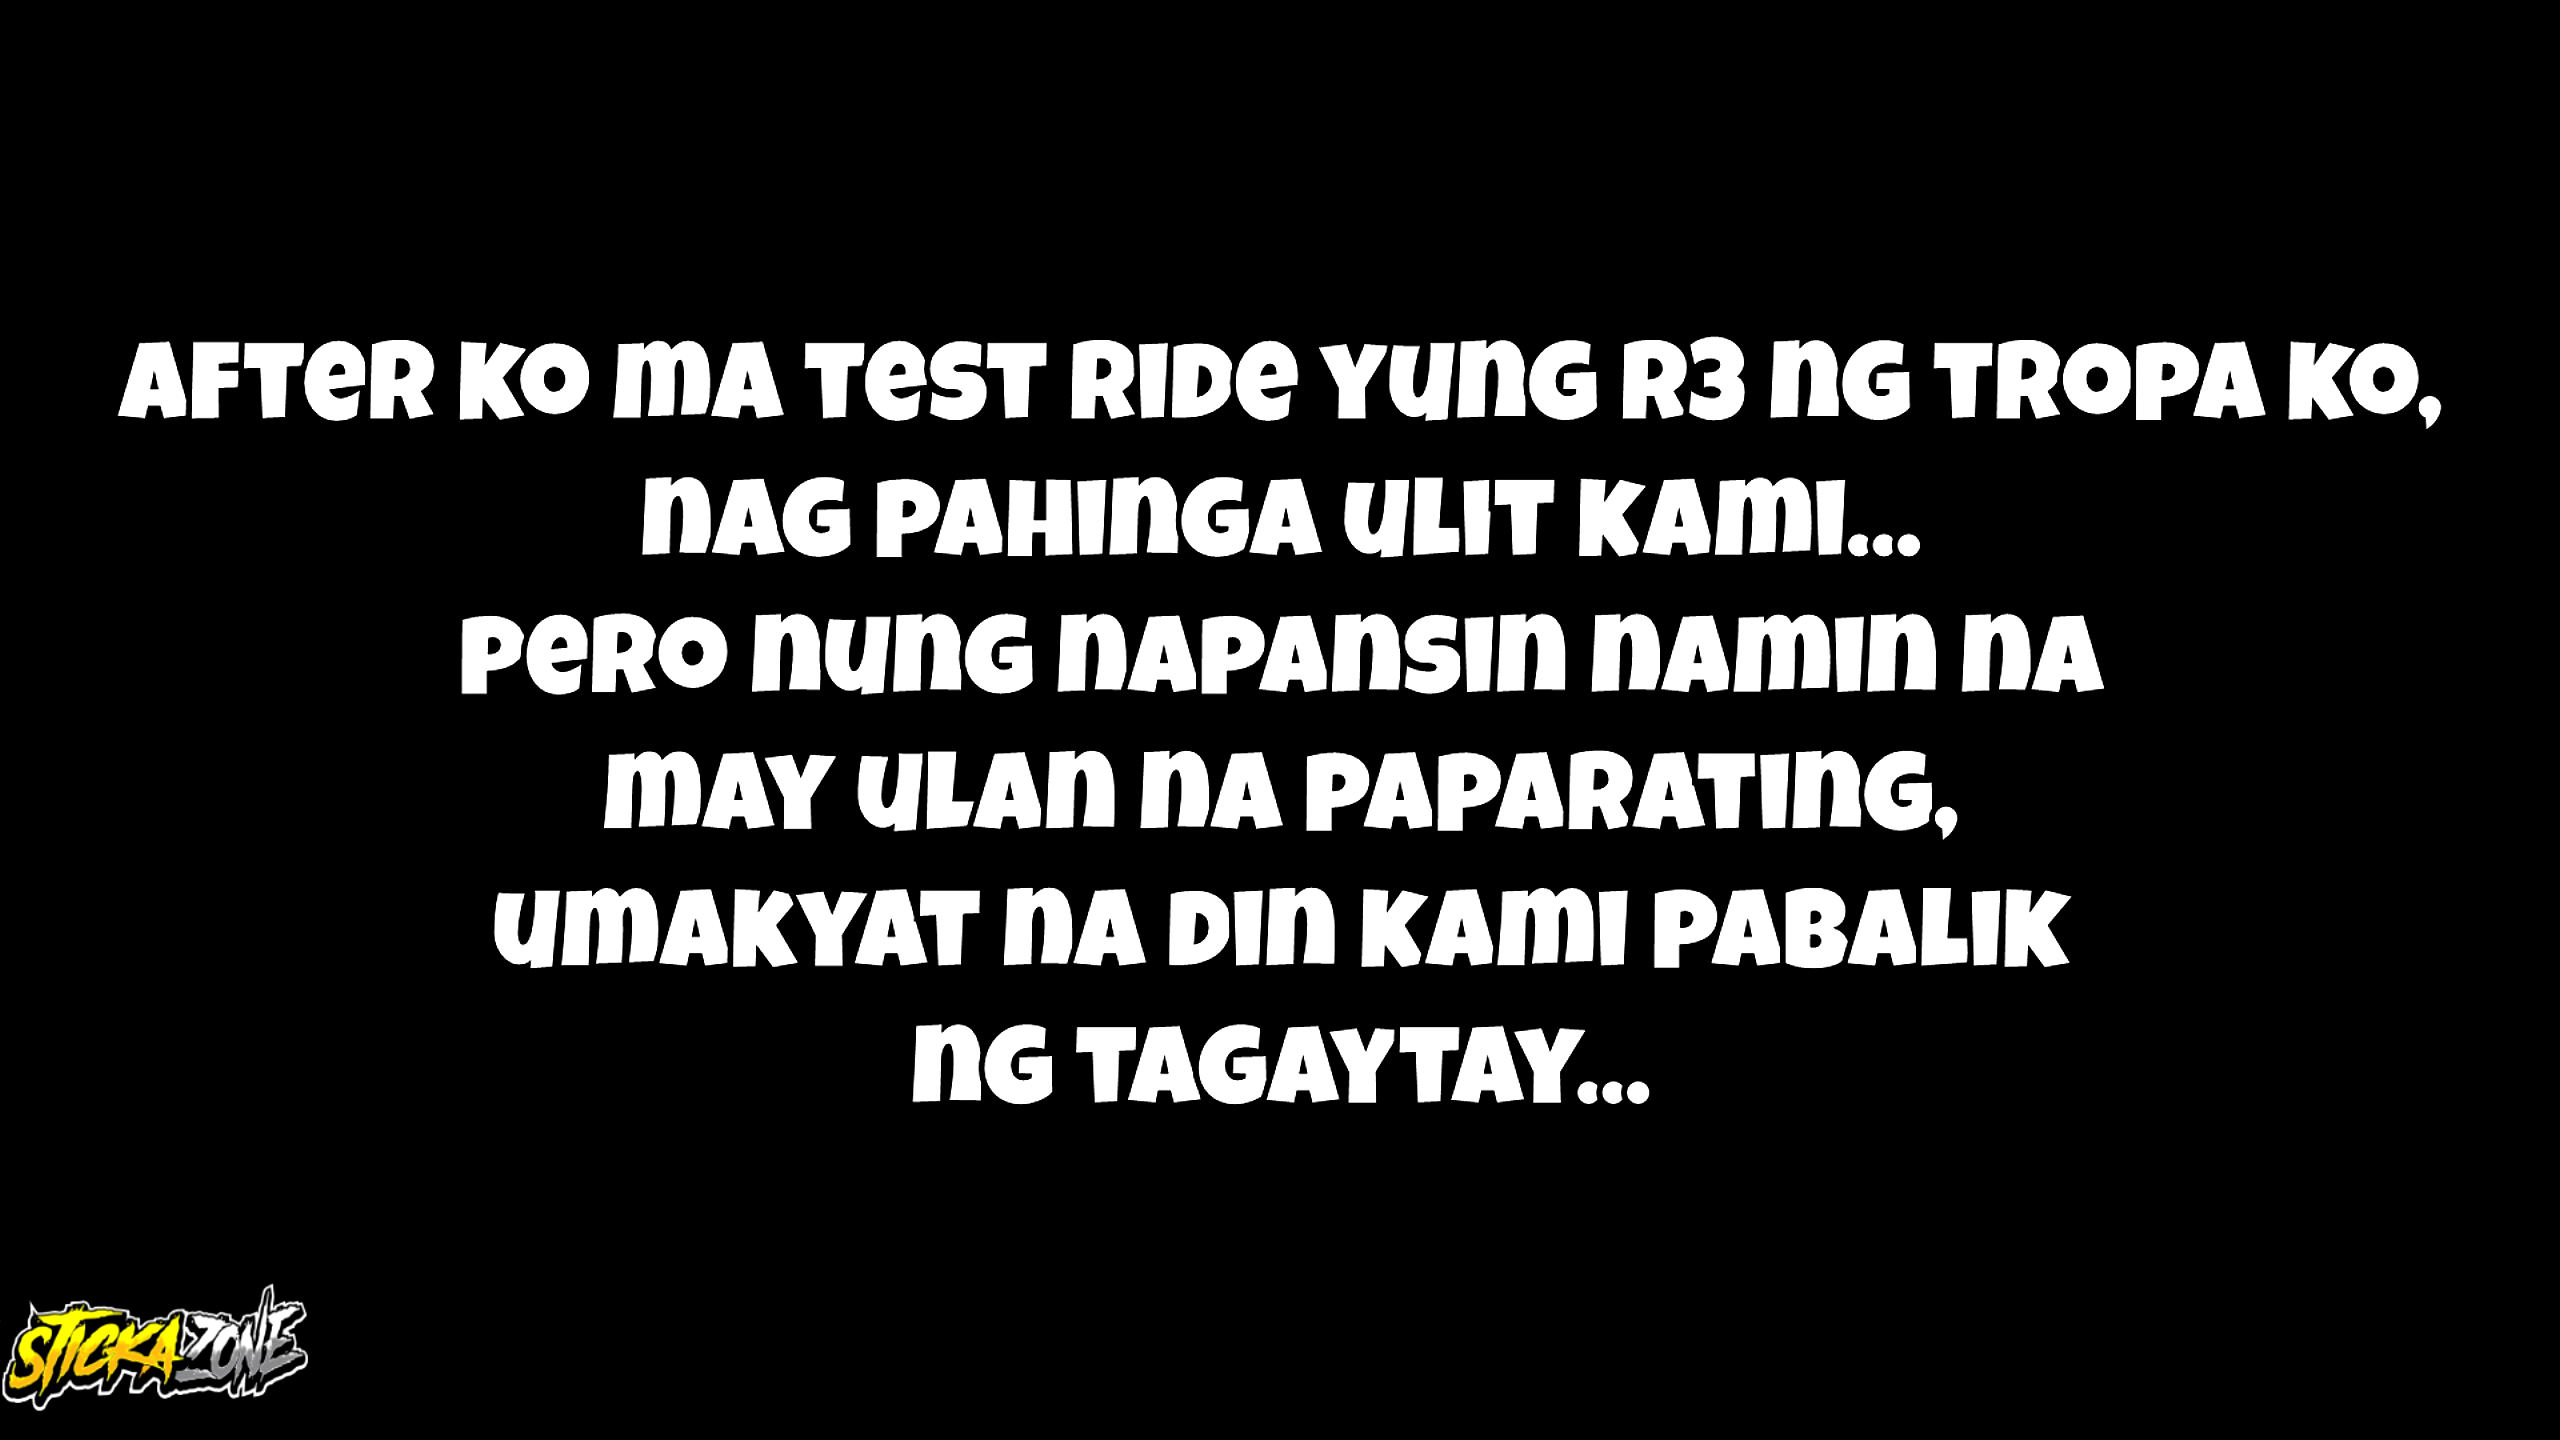 After ko ma test ride yung R3 ng tropa ko,
nag pahinga ulit kami...
Pero nung napansin namin na
may ulan na paparating,
umakyat na din kami pabalik
ng Tagaytay...
STICKAZONE